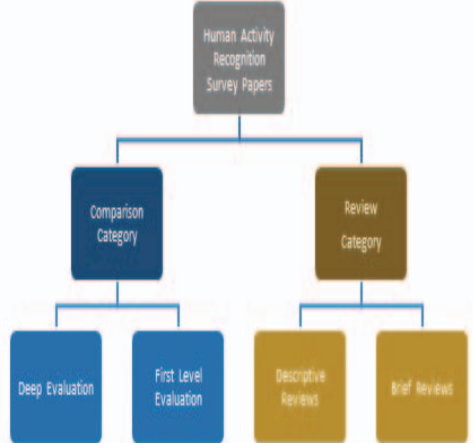 Human Activity
Recognition
Survey Papers
Comparison
Category
Review
Category
Deep Evaluation
First Level
Evaluation
Descriptive
Reviews
Brief Reviews